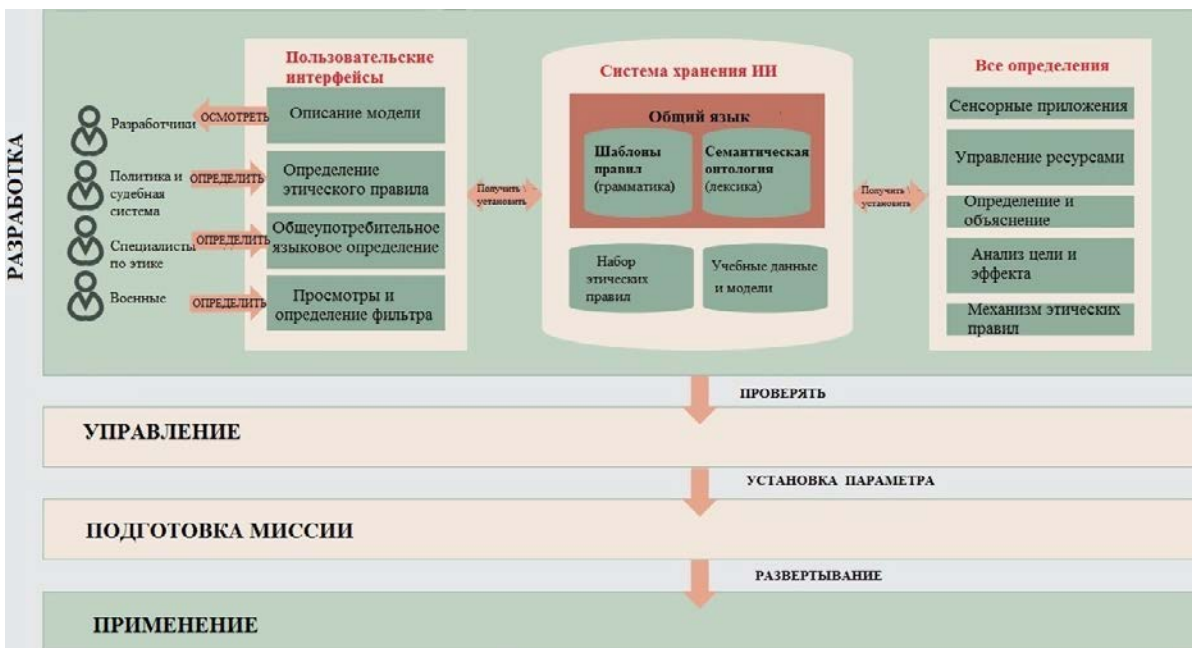 РАЗРАБОТКА
Пользовательские
интерфейсы
Разработчики
ОСМОТРЕТЬ
Описание модели
Политика и
судебная
система
ОПРЕДЕЛИТЬ
Определение
этического правила
Специалисты
по этике
ОПРЕДЕЛИТЬ
Общеупотребительное
языковое определение
Военные
ОПРЕДЕЛИТЬ
Просмотры и
определение фильтра
Получить
установить
Система хранения ИИ
Общий язык
Шаблоны
правил
(грамматика)
Семантическая
онтология
(лексика)
Набор
этических
правил
Учебные данные
и модели
Получить
установить
Все определения
Сенсорные приложения
Управление ресурсами
Определение и
объяснение
Анализ цели и
эффекта
Механизм этических
правил
ПРОВЕРЯТЬ
УПРАВЛЕНИЕ
УСТАНОВКА ПАРАМЕТРА
ПОДГОТОВКА МИССИИ
РАЗВЕРТЫВАНИЕ
ПРИМЕНЕНИЕ